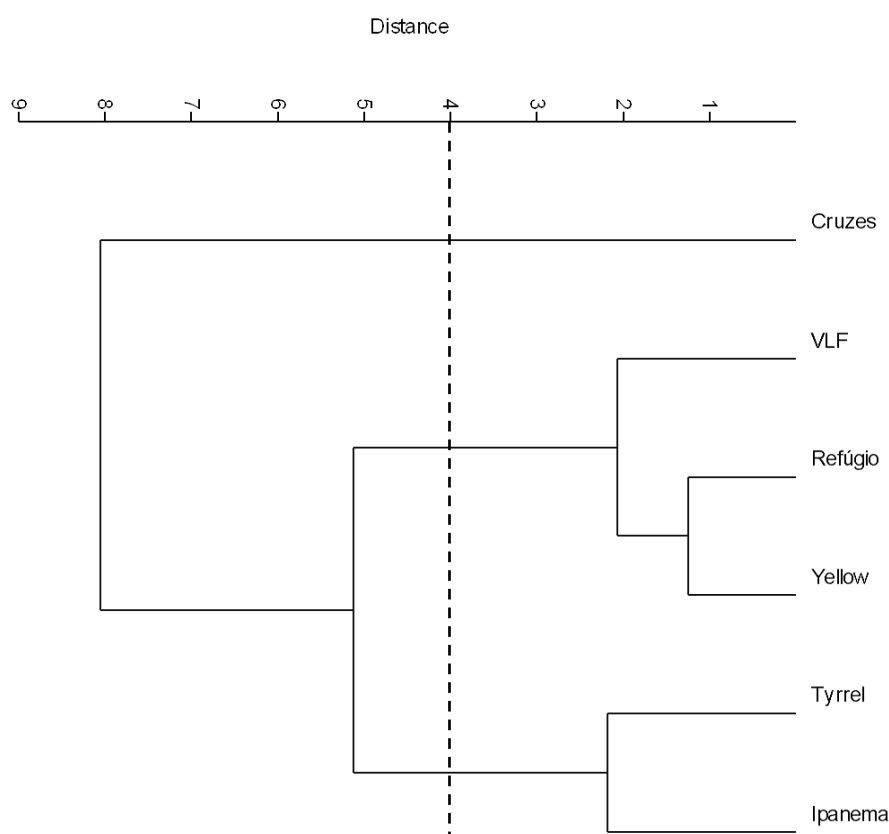 Distance
9 8 7 6 5 4 3 2 1
Cruzes
VLF
Refúgio
Yellow
Tyrrel
Ipanema